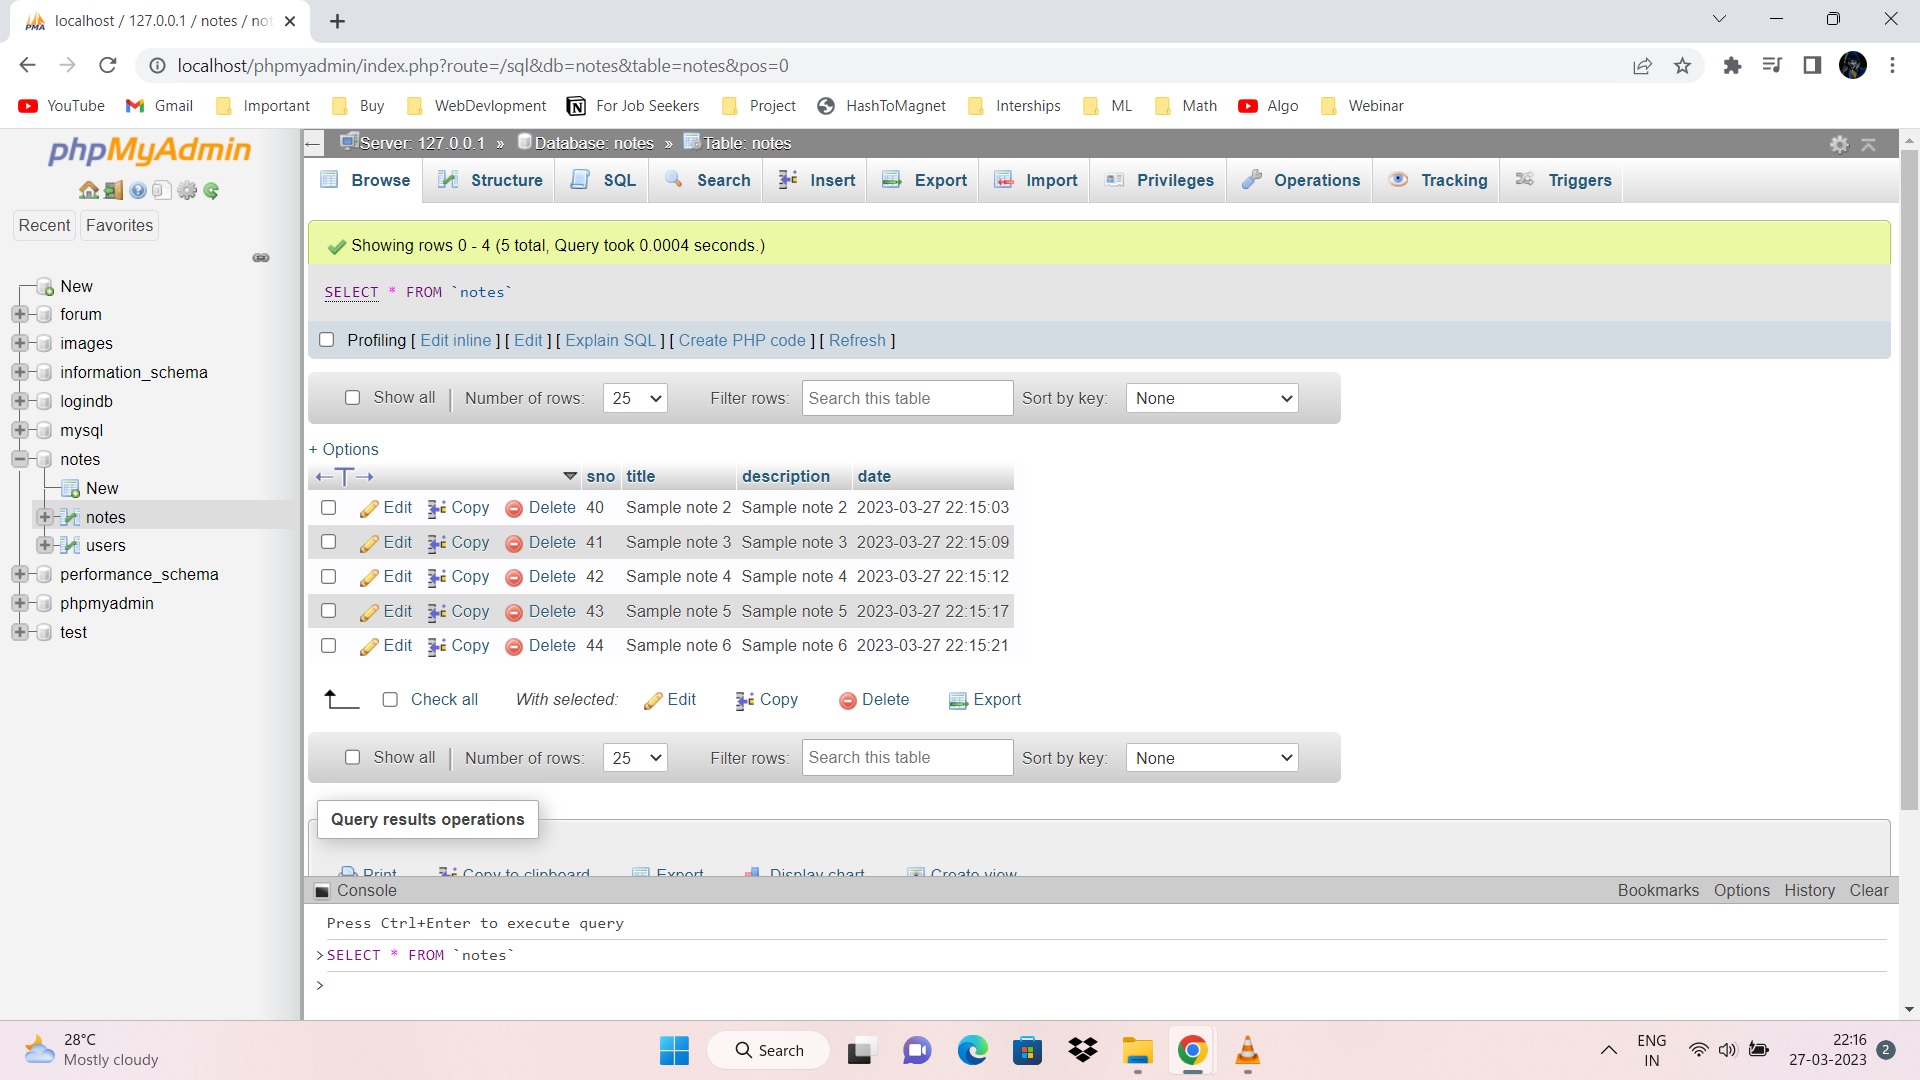 localhost / 127.0.0.1 / notes / not
localhost/phpmyadmin/index.php?route=/sql&db=notes&table=notes&pos=0
YouTube Gmail Important Buy WebDevlopment For Job Seekers Project HashToMagnet Interships ML Math Algo Webinar
phpMyAdmin
Recent Favorites
New
forum
images
information_schema
logindb
mysql
notes
New
notes
users
performance_schema
phpmyadmin
test
Server: 127.0.0.1 » Database: notes » Table: notes
Browse Structure SQL Search Insert Export Import Privileges Operations Tracking Triggers
Showing rows 0 - 4 (5 total, Query took 0.0004 seconds.)
SELECT * FROM `notes`
Profiling [ Edit inline ] [ Edit ] [ Explain SQL ] [ Create PHP code ] [ Refresh ]
Show all | Number of rows: 25 Filter rows: Search this table Sort by key: None
+ Options
←T→ sno title description date
Edit Copy Delete 40 Sample note 2 Sample note 2 2023-03-27 22:15:03
Edit Copy Delete 41 Sample note 3 Sample note 3 2023-03-27 22:15:09
Edit Copy Delete 42 Sample note 4 Sample note 4 2023-03-27 22:15:12
Edit Copy Delete 43 Sample note 5 Sample note 5 2023-03-27 22:15:17
Edit Copy Delete 44 Sample note 6 Sample note 6 2023-03-27 22:15:21
Check all With selected: Edit Copy Delete Export
Show all | Number of rows: 25 Filter rows: Search this table Sort by key: None
Query results operations
Print Copy to clipboard Export Display chart Create view
Console Bookmarks Options History Clear
Press Ctrl+Enter to execute query
>SELECT * FROM `notes`
>
28°C
Mostly cloudy
Search
ENG
IN
22:16
27-03-2023
2